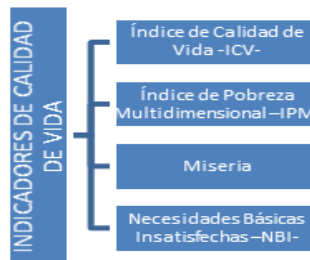 INDICADORES DE CALIDAD
DE VIDA
Índice de Calidad de
Vida -ICV-
Índice de Pobreza
Multidimensional–IPM
Miseria
Necesidades Básicas
Insatisfechas–NBI-